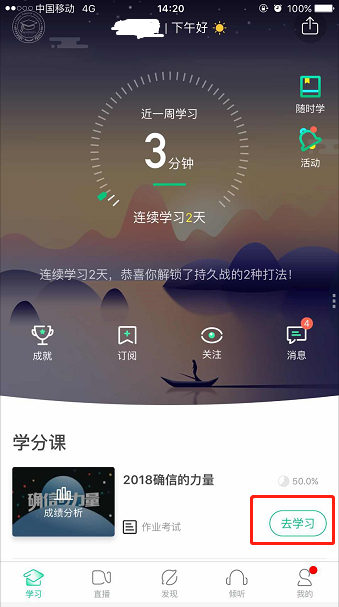 中国移动 4G 14:20
| 下午好
随时学
近一周学习
3分钟
活动
连续学习2天
连续学习2天，恭喜你解锁了持久战的2种打法！
4
成就 订阅 关注 消息
学分课
2018确信的力量
50.0%
确信的力量
成绩分析
作业考试
去学习
学习 直播 发现 倾听 我的